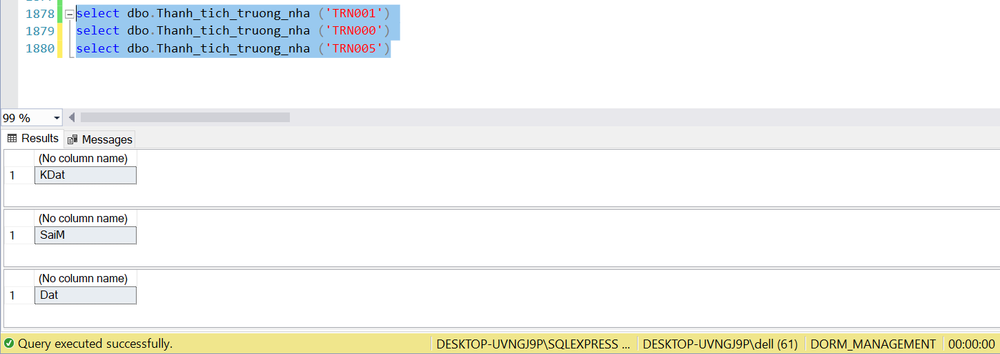 1878 select dbo.Thanh_tich_truong_nha ('TRN001')
1879 select dbo.Thanh_tich_truong_nha ('TRN000')
1880 select dbo.Thanh_tich_truong_nha ('TRN005')
99 %
Results Messages
(No column name)
1 KDat
(No column name)
1 SaiM
(No column name)
1 Dat
Query executed successfully. DESKTOP-UVNGJ9P\SQLEXPRESS ... DESKTOP-UVNGJ9P\dell (61) DORM_MANAGEMENT 00:00:00